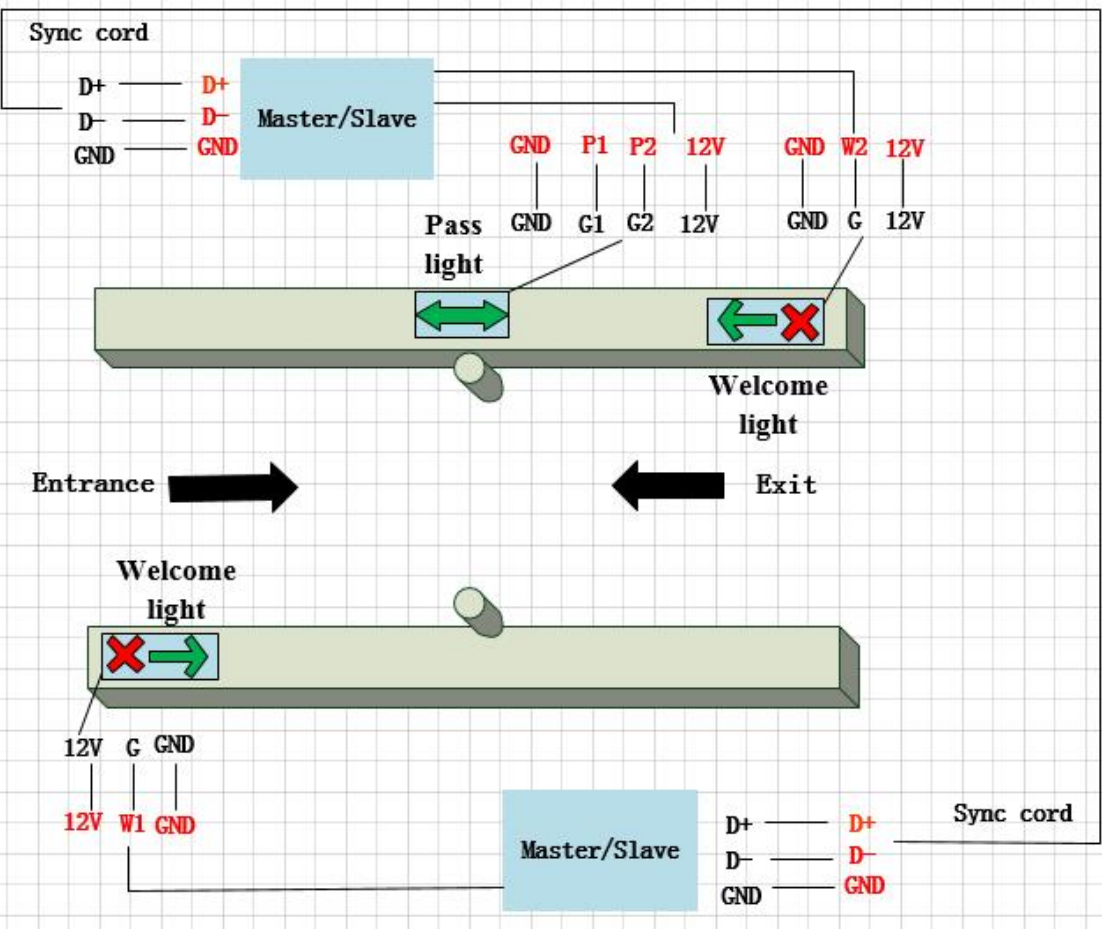 Sync cord
D+ D+
D- D-
GND GND
Master/Slave
GND P1 P2 12V
GND W2 12V
GND G1 G2 12V
GND G 12V
Pass
light
Welcome
light
Entrance
Exit
Welcome
light
12V G GND
12V W1 GND
Master/Slave
Sync cord
D+ D+
D- D-
GND GND